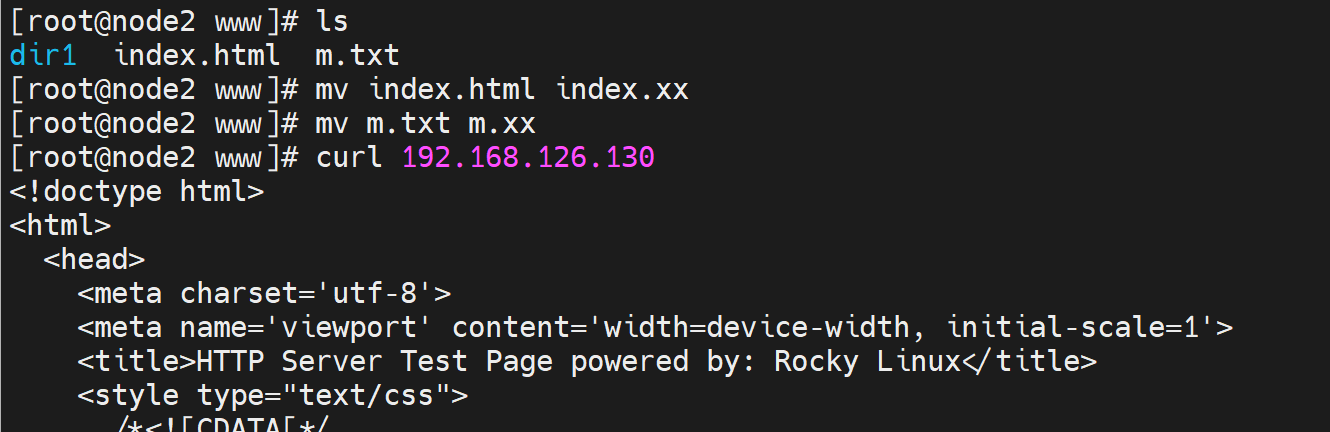 [root@node2 www]# ls
dir1  index.html  m.txt
[root@node2 www]# mv index.html index.xx
[root@node2 www]# mv m.txt m.xx
[root@node2 www]# curl 192.168.126.130
<!doctype html>
<html>
  <head>
    <meta charset='utf-8'>
    <meta name='viewport' content='width=device-width, initial-scale=1'>
    <title>HTTP Server Test Page powered by: Rocky Linux</title>
    <style type="text/css">
      /*<![CDATA[*/